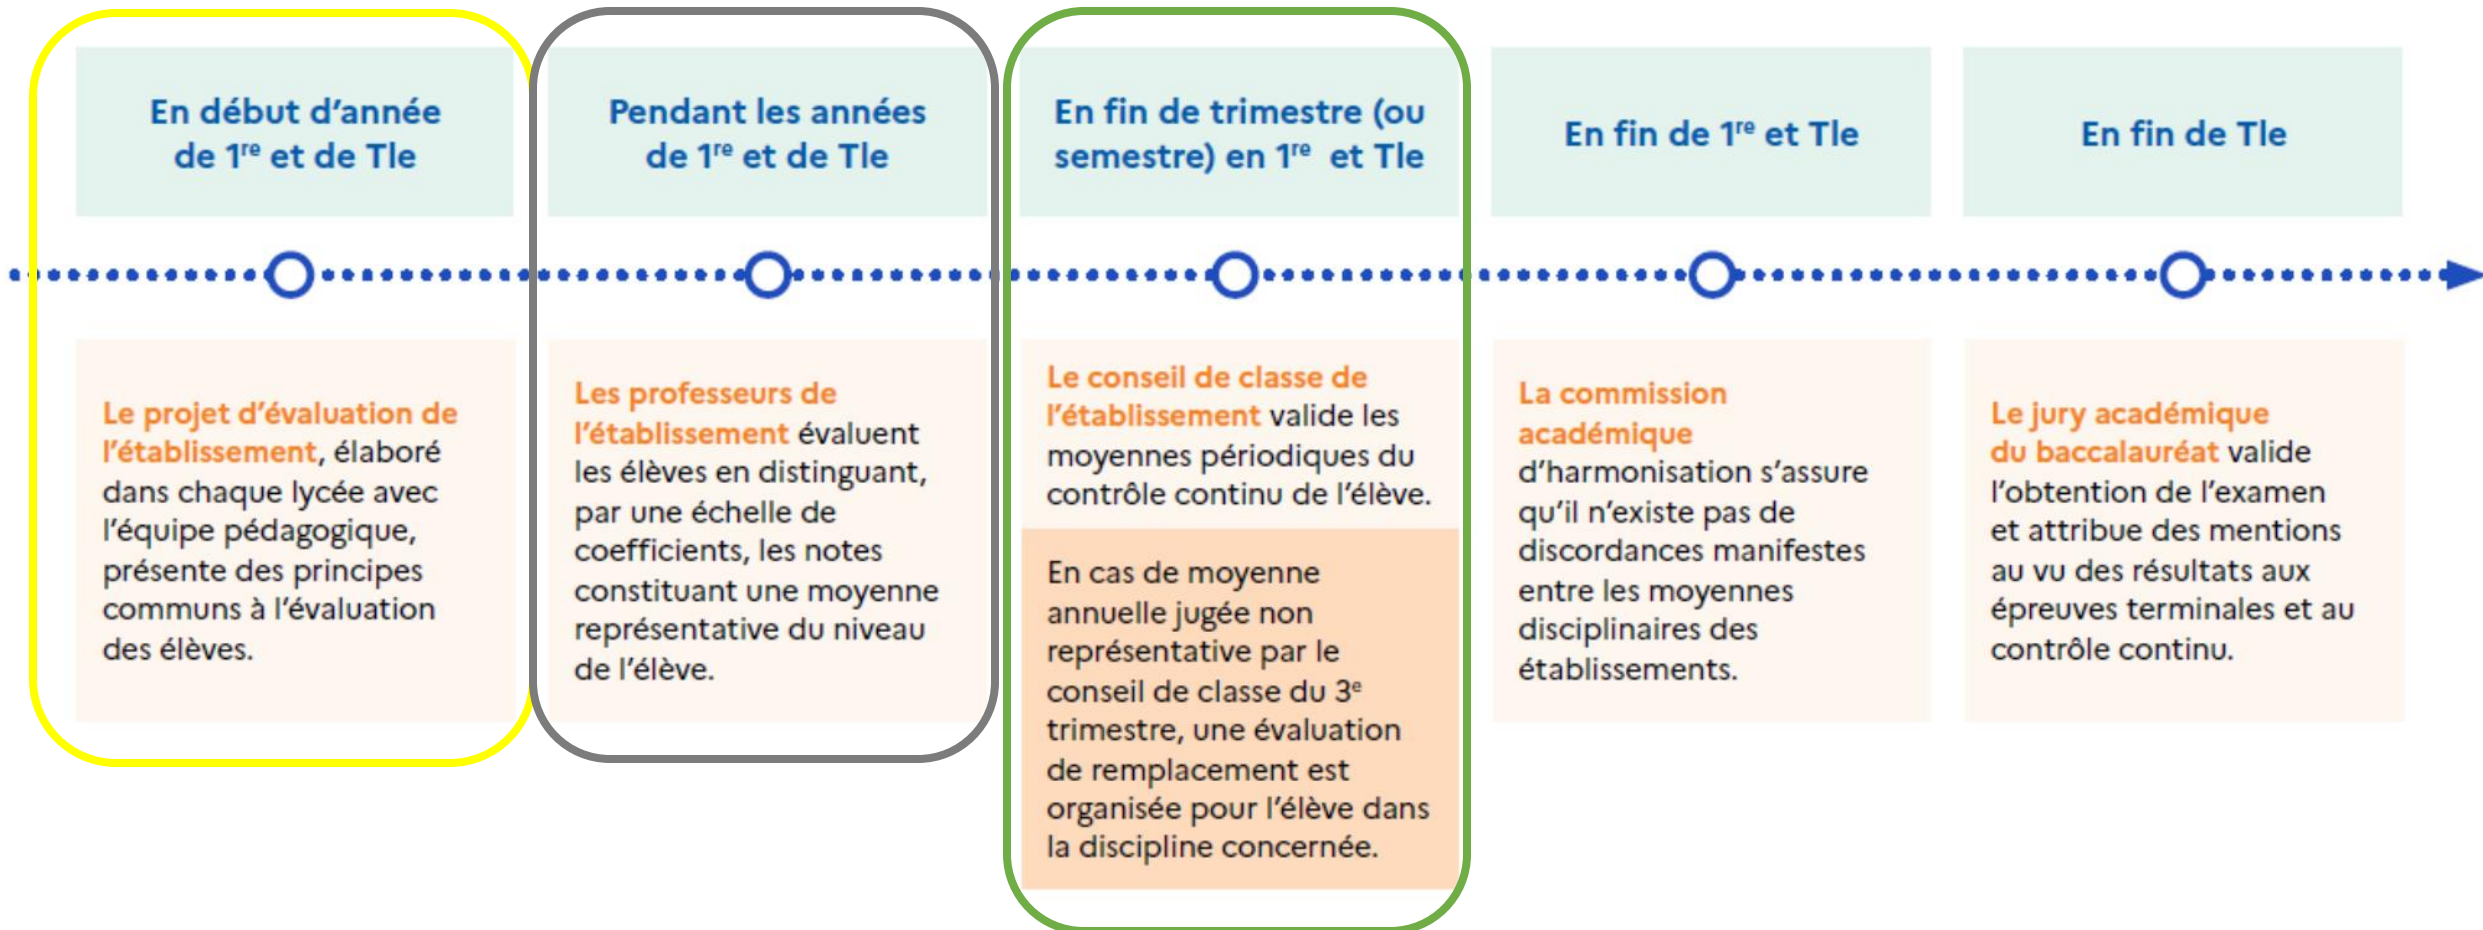 En début d'année
de 1re et de Tle
Le projet d'évaluation de
l'établissement, élaboré
dans chaque lycée avec
l'équipe pédagogique,
présente des principes
communs à l'évaluation
des élèves.
Pendant les années
de 1re et de Tle
Les professeurs de
l'établissement évaluent
les élèves en distinguant,
par une échelle de
coefficients, les notes
constituant une moyenne
représentative du niveau
de l'élève.
En fin de trimestre (ou
semestre) en 1re et Tle
Le conseil de classe de
l'établissement valide les
moyennes périodiques du
contrôle continu de l'élève.
En cas de moyenne
annuelle jugée non
représentative par le
conseil de classe du 3e
trimestre, une évaluation
de remplacement est
organisée pour l'élève dans
la discipline concernée.
En fin de 1re et Tle
La commission
académique
d'harmonisation s'assure
qu'il n'existe pas de
discordances manifestes
entre les moyennes
disciplinaires des
établissements.
En fin de Tle
Le jury académique
du baccalauréat valide
l'obtention de l'examen
et attribue des mentions
au vu des résultats aux
épreuves terminales et au
contrôle continu.